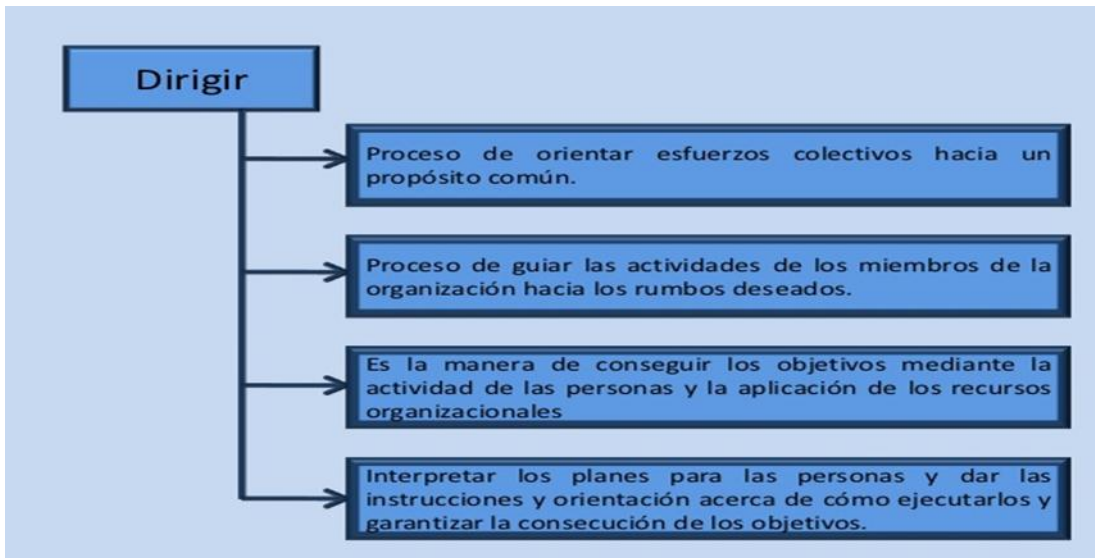 Dirigir
Proceso de orientar esfuerzos colectivos hacia un
propósito común.
Proceso de guiar las actividades de los miembros de la
organización hacia los rumbos deseados.
Es la manera de conseguir los objetivos mediante la
actividad de las personas y la aplicación de los recursos
organizacionales
Interpretar los planes para las personas y dar las
instrucciones y orientación acerca de cómo ejecutarlos y
garantizar la consecución de los objetivos.